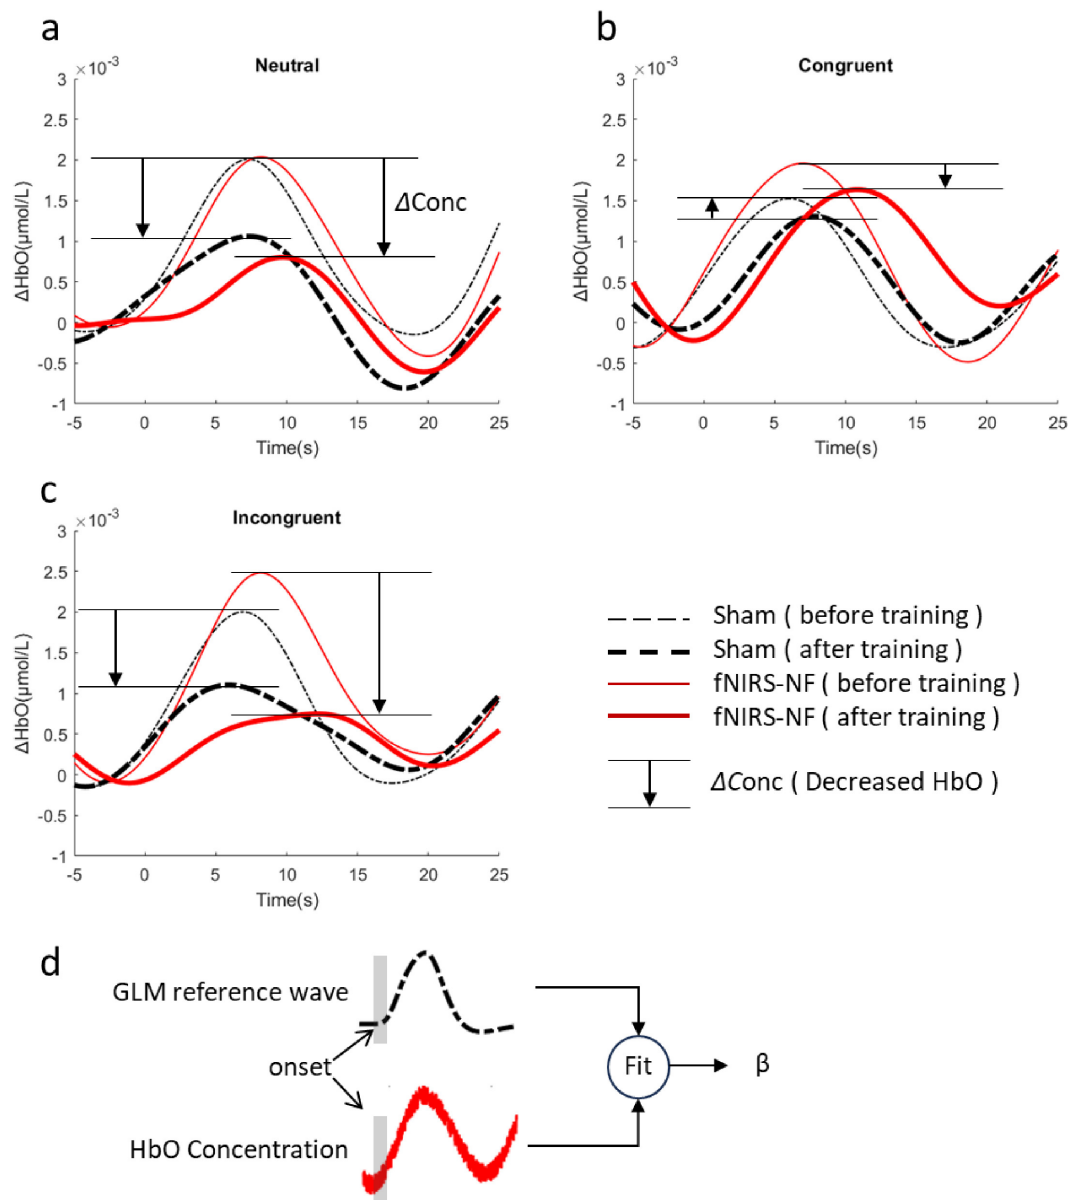 a
×10⁻³
Neutral
3
2.5
2
1.5
1
0.5
0
-0.5
-1
ΔHbO(μmol/L)
ΔConc
-5 0 5 10 15 20 25
Time(s)
b
×10⁻³
Congruent
3
2.5
2
1.5
1
0.5
0
-0.5
-1
ΔHbO(μmol/L)
-5 0 5 10 15 20 25
Time(s)
c
×10⁻³
Incongruent
3
2.5
2
1.5
1
0.5
0
-0.5
-1
ΔHbO(μmol/L)
-5 0 5 10 15 20 25
Time(s)
Sham ( before training )
Sham ( after training )
fNIRS-NF ( before training )
fNIRS-NF ( after training )
ΔConc ( Decreased HbO )
d
GLM reference wave
onset
HbO Concentration
Fit
β